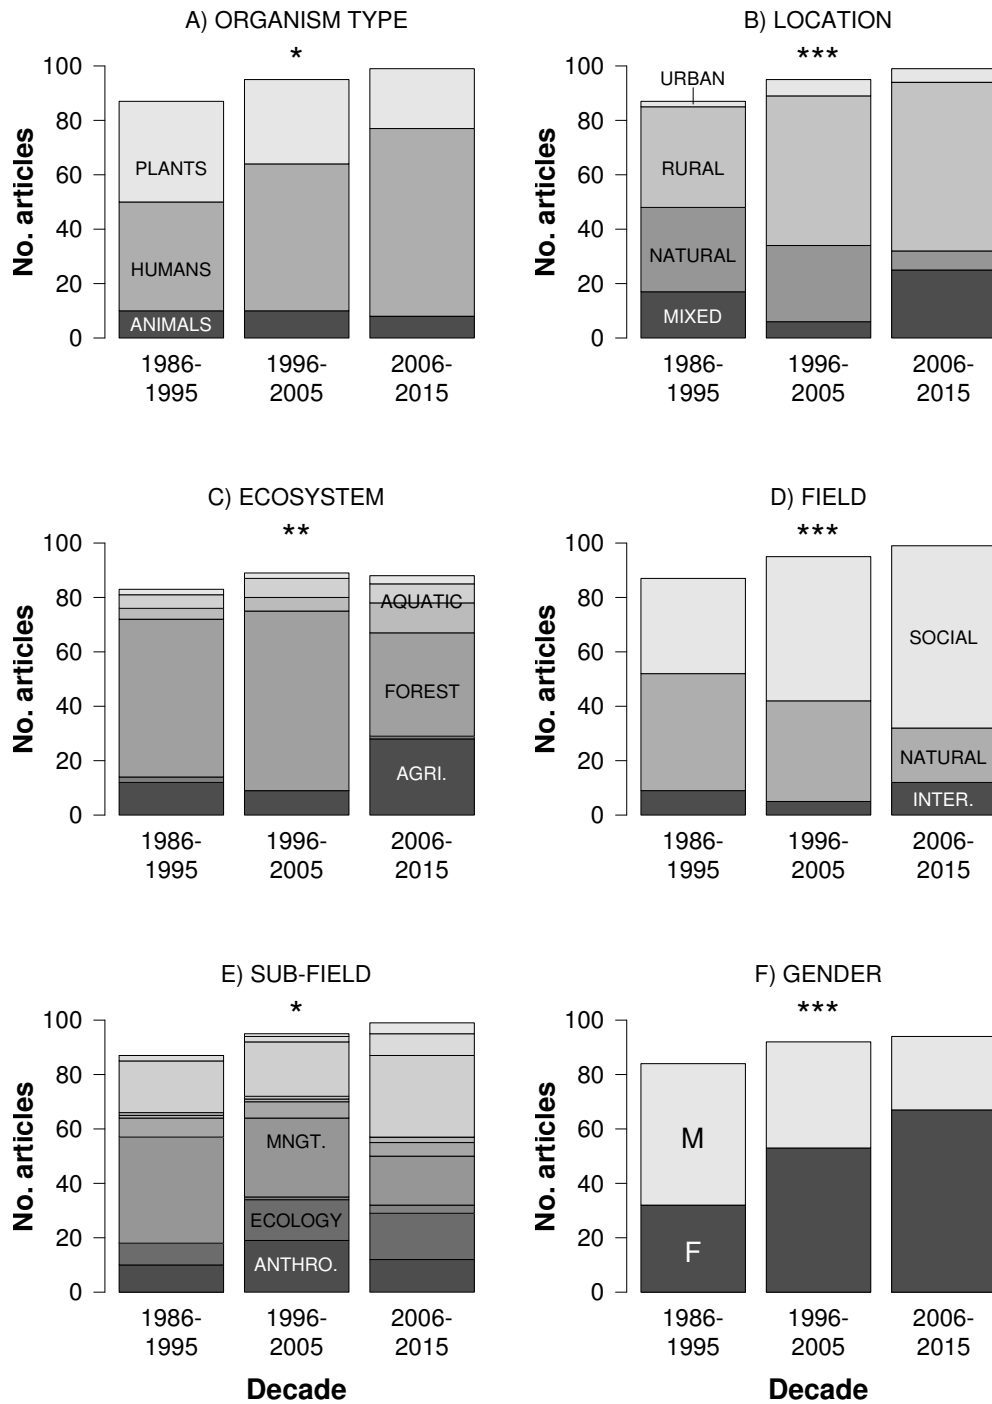 A) ORGANISM TYPE
*
No. articles
100
80
60
40
20
0
PLANTS
HUMANS
ANIMALS
1986-
1995
1996-
2005
2006-
2015
B) LOCATION
***
No. articles
100
80
60
40
20
0
URBAN
RURAL
NATURAL
MIXED
1986-
1995
1996-
2005
2006-
2015
C) ECOSYSTEM
**
No. articles
100
80
60
40
20
0
AQUATIC
FOREST
AGRI.
1986-
1995
1996-
2005
2006-
2015
D) FIELD
***
No. articles
100
80
60
40
20
0
SOCIAL
NATURAL
INTER.
1986-
1995
1996-
2005
2006-
2015
E) SUB-FIELD
*
No. articles
100
80
60
40
20
0
MNGT.
ECOLOGY
ANTHRO.
1986-
1995
1996-
2005
2006-
2015
Decade
F) GENDER
***
No. articles
100
80
60
40
20
0
M
F
1986-
1995
1996-
2005
2006-
2015
Decade